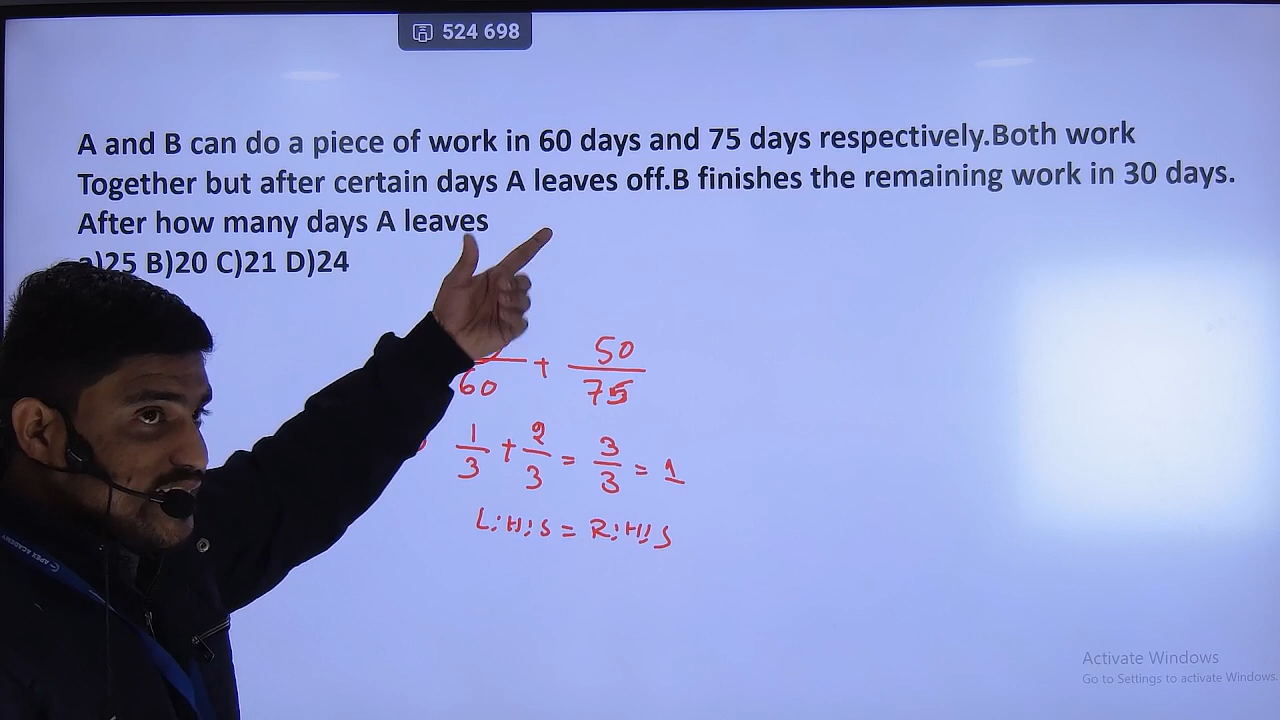 524 698
A and B can do a piece of work in 60 days and 75 days respectively.Both work
Together but after certain days A leaves off.B finishes the remaining work in 30 days.
After how many days A leaves
a)25 B)20 C)21 D)24
60 + 50/75
1/3 + 2/3 = 3/3 = 1
L.H.S = R.H.S
APEX ACADEMY
Activate Windows
Go to Settings to activate Windows.